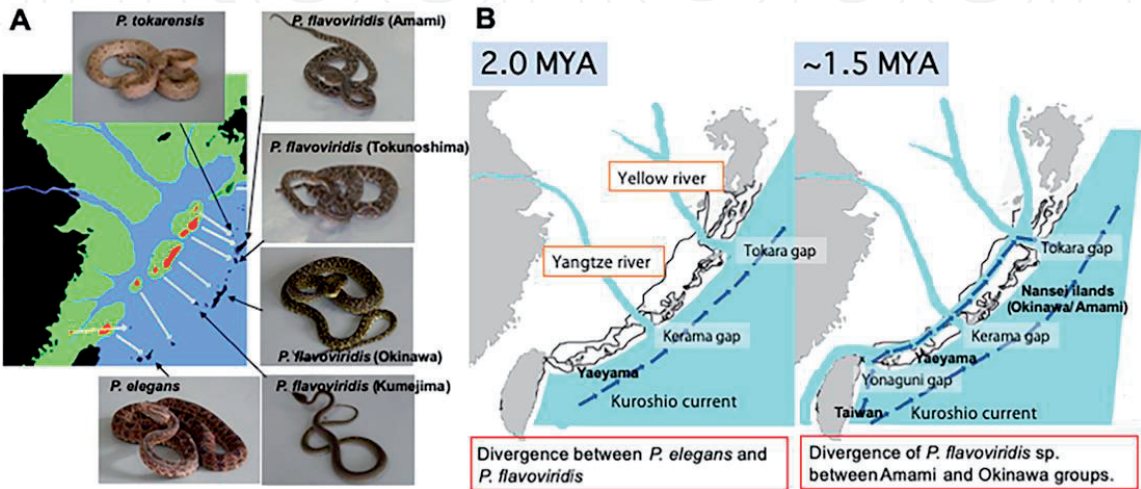 A
P. tokarensis
P. flavoviridis (Amami)
P. flavoviridis (Tokunoshima)
P. flavoviridis (Okinawa)
P. elegans
P. flavoviridis (Kumejima)
B
2.0 MYA
Yellow river
Yangtze river
Tokara gap
Kerama gap
Yaeyama
Kuroshio current
Divergence between P. elegans and
P. flavoviridis
~1.5 MYA
Tokara gap
Nansej ilands
(Okinawa/Amami)
Kerama gap
Yaeyama
Yonaguni gap
Taiwan
Kuroshio current
Divergence of P. flavoviridis sp.
between Amami and Okinawa groups.